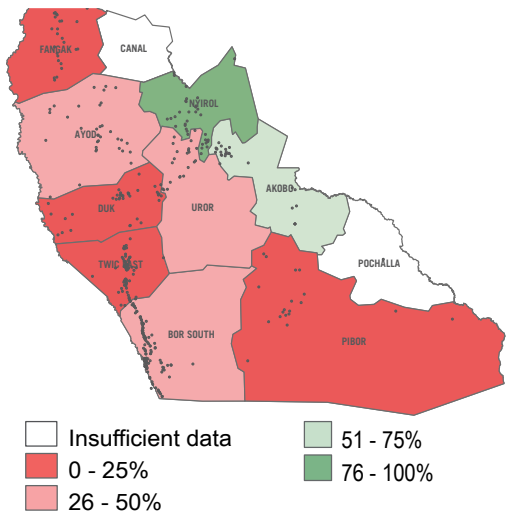 FANGAK
CANAL
NYIROL
AYOD
AKOBO
DUK
UROR
TWIC EAST
POCHALLA
BOR SOUTH
PIBOR
Insufficient data
0 - 25%
26 - 50%
51 - 75%
76 - 100%